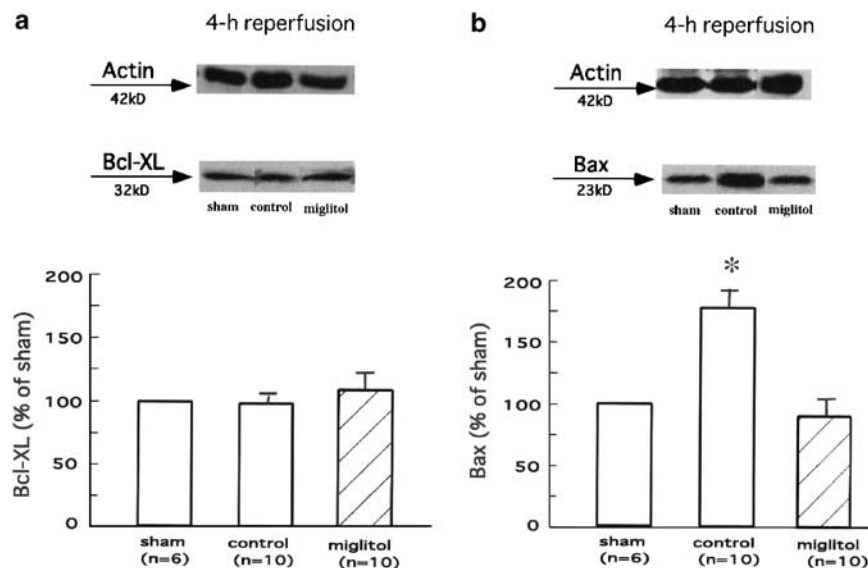 a
4-h reperfusion
Actin
42kD
Bcl-XL
32kD
sham control miglitol
Bcl-XL (% of sham)
200
150
100
50
0
sham
(n=6)
control
(n=10)
miglitol
(n=10)
b
4-h reperfusion
Actin
42kD
Bax
23kD
sham control miglitol
Bax (% of sham)
200
150
100
50
0
*
sham
(n=6)
control
(n=10)
miglitol
(n=10)